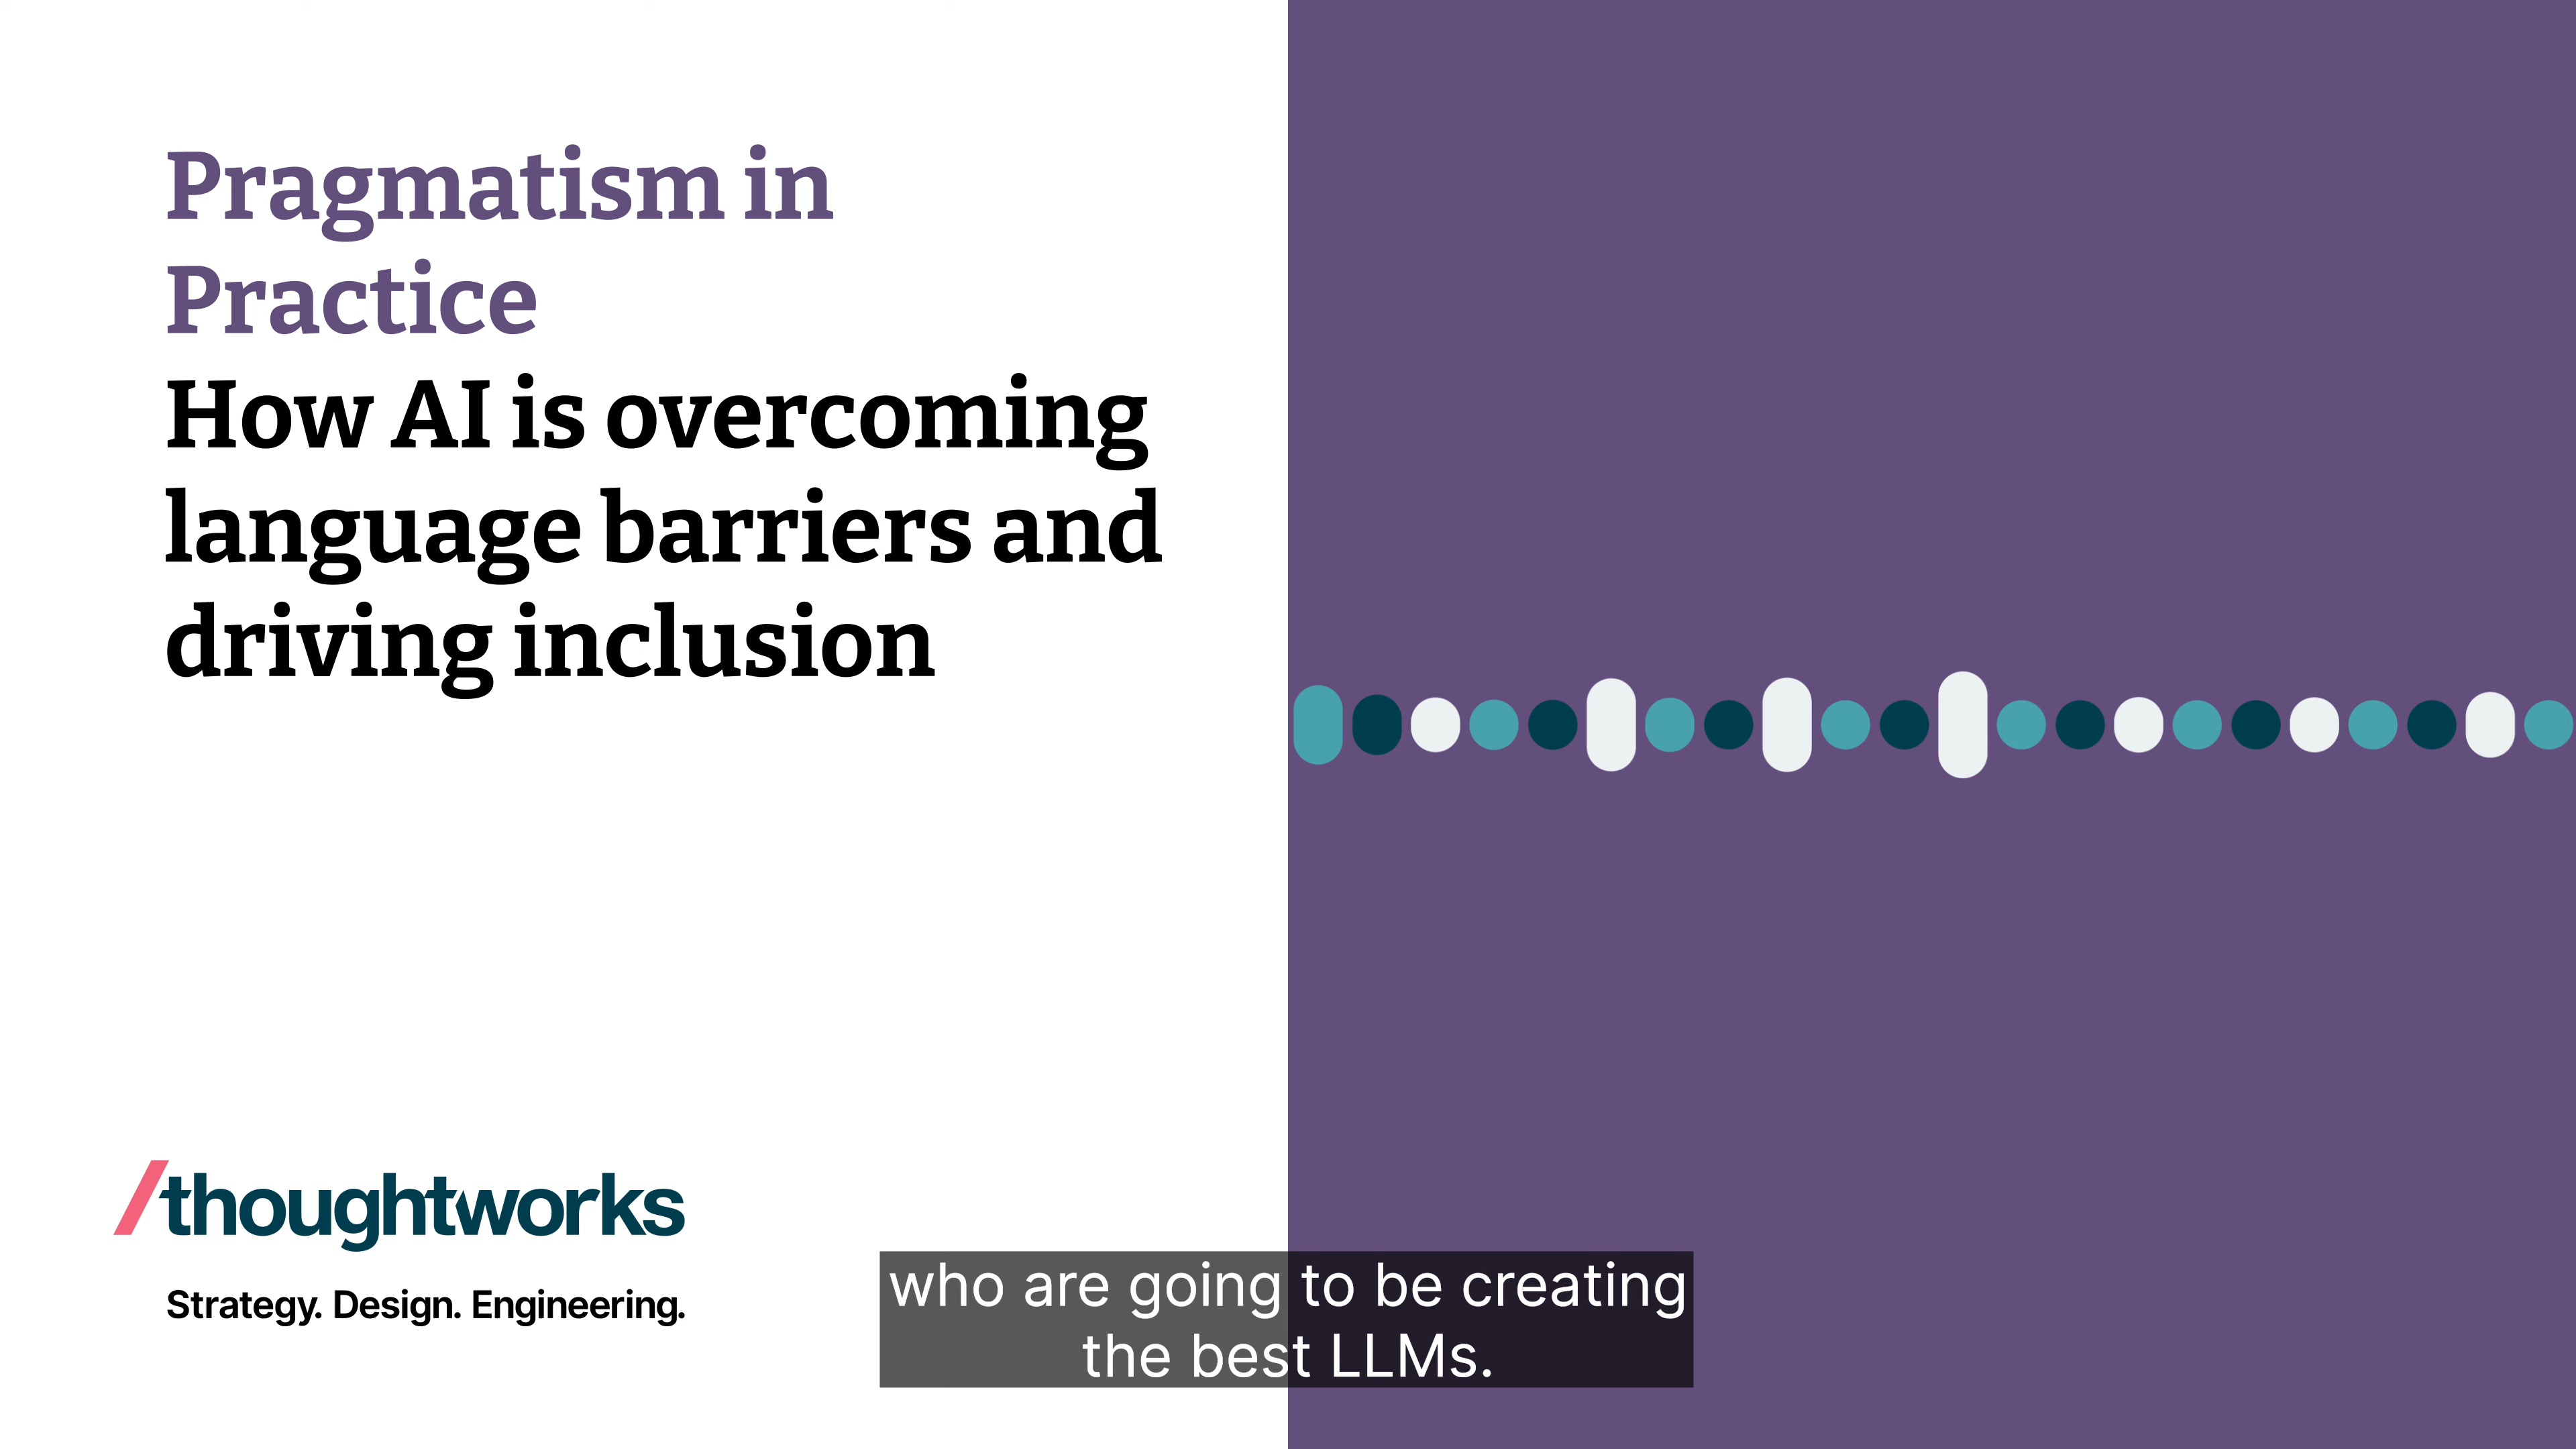 Pragmatism in
Practice
How AI is overcoming
language barriers and
driving inclusion
/thoughtworks
Strategy. Design. Engineering.
who are going to be creating
the best LLMs.